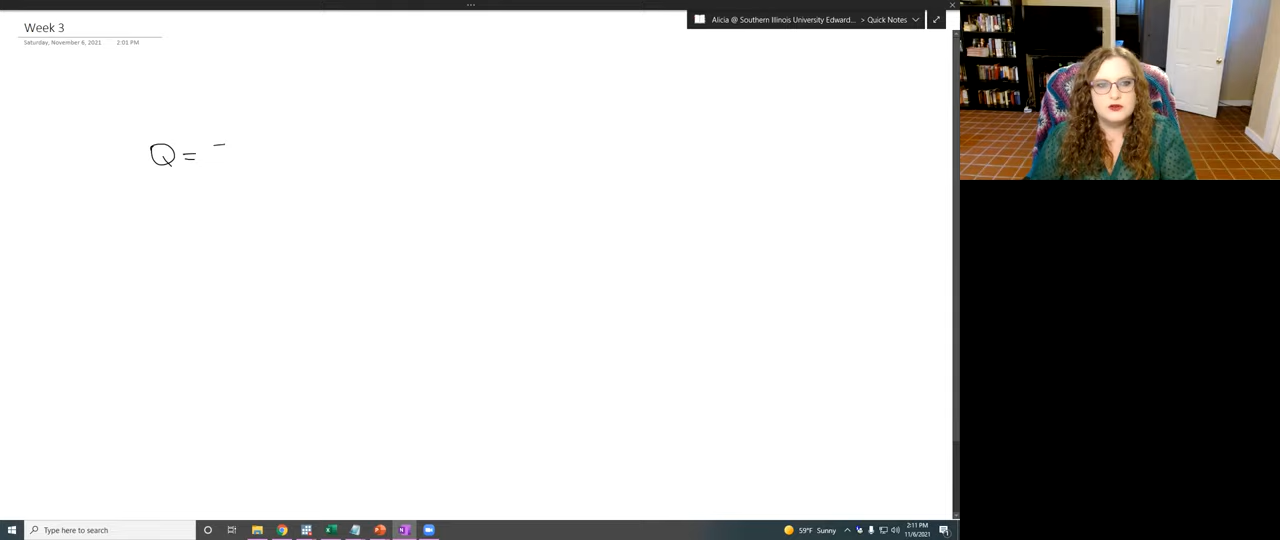 ...
Alicia @ Southern Illinois University Edward... > Quick Notes
Week 3
Saturday, November 6, 2021 2:01 PM
Q = -
Type here to search
59°F Sunny
2:11 PM
11/6/2021